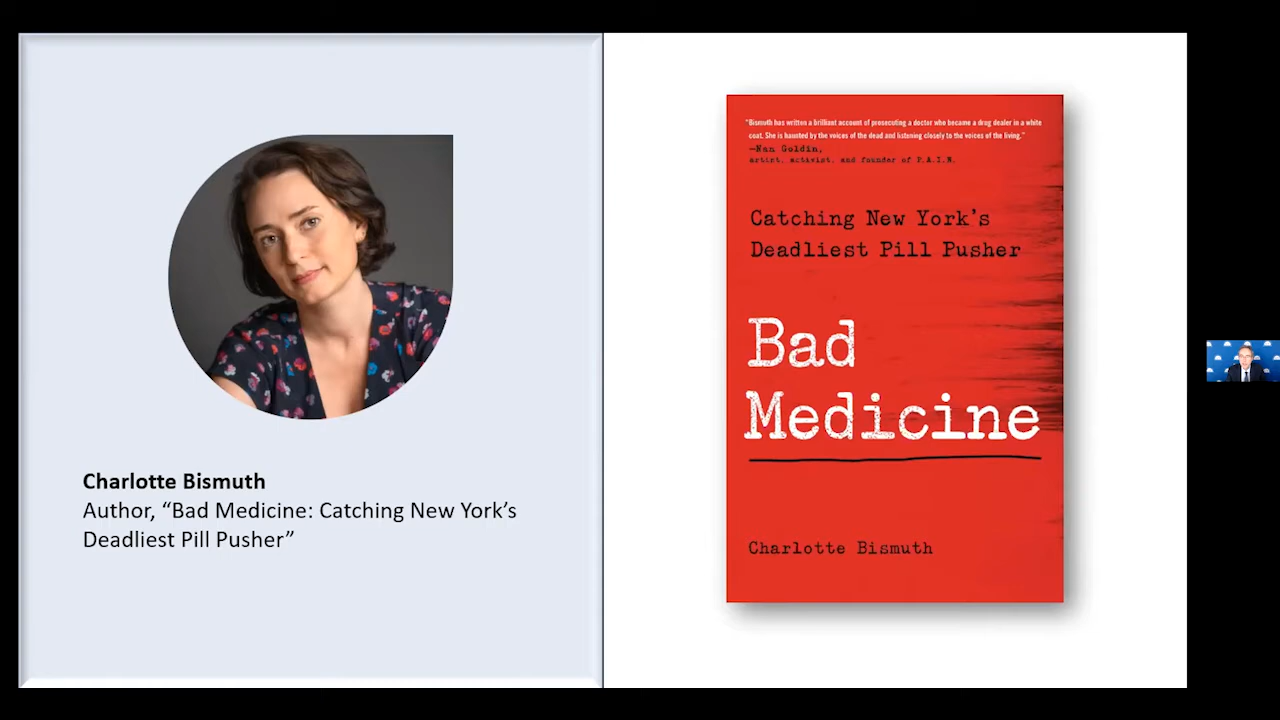 Charlotte Bismuth
Author, “Bad Medicine: Catching New York’s
Deadliest Pill Pusher”
"Bismuth has written a brilliant account of prosecuting a doctor who became a drug dealer in a white
coat. She is haunted by the voices of the dead and listening closely to the voices of the living."
—Nan Goldin,
artist, activist, and founder of P.A.I.N.
Catching New York's
Deadliest Pill Pusher
Bad
Medicine
Charlotte Bismuth